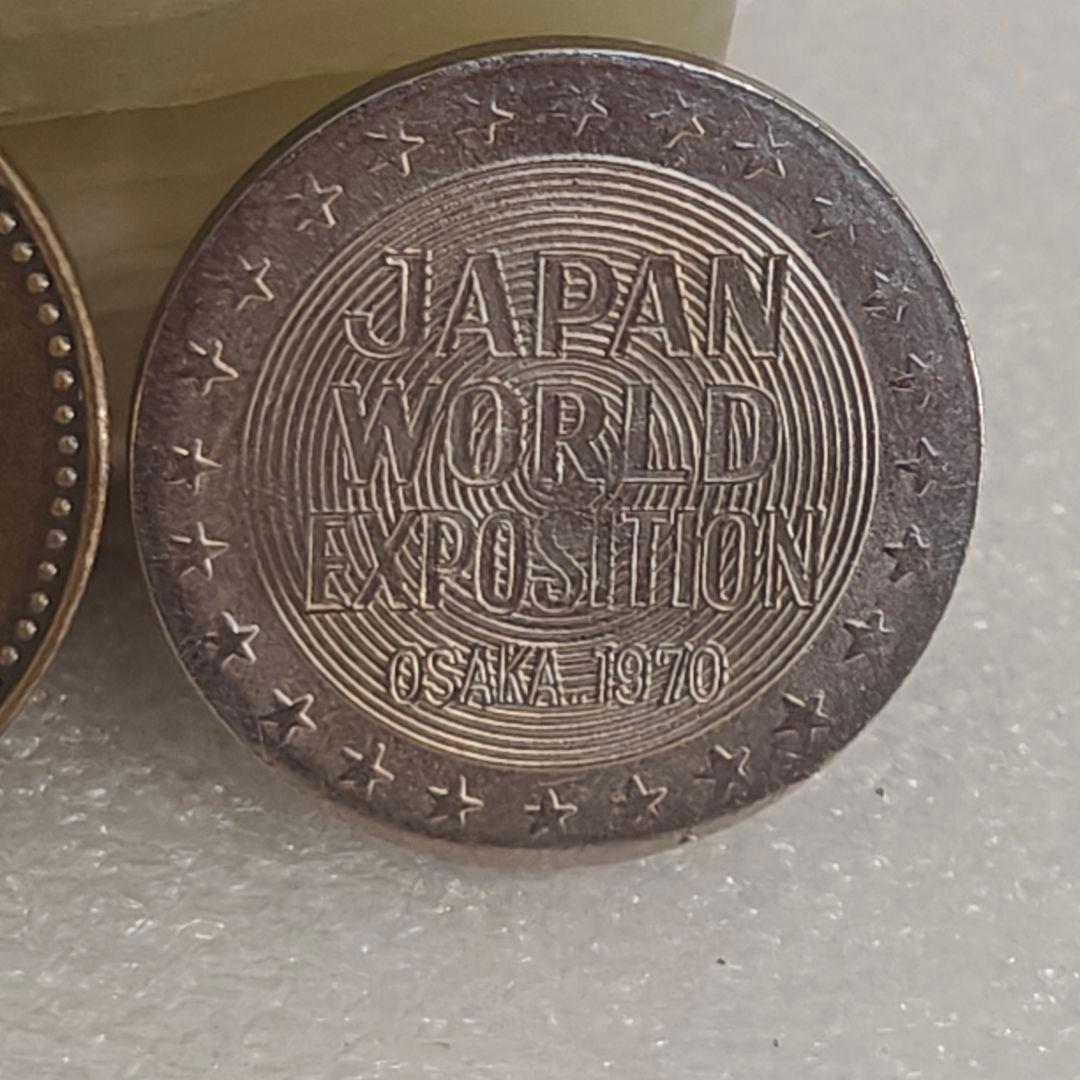 JAPAN
WORLD
EXPOSITION
OSAKA 1970